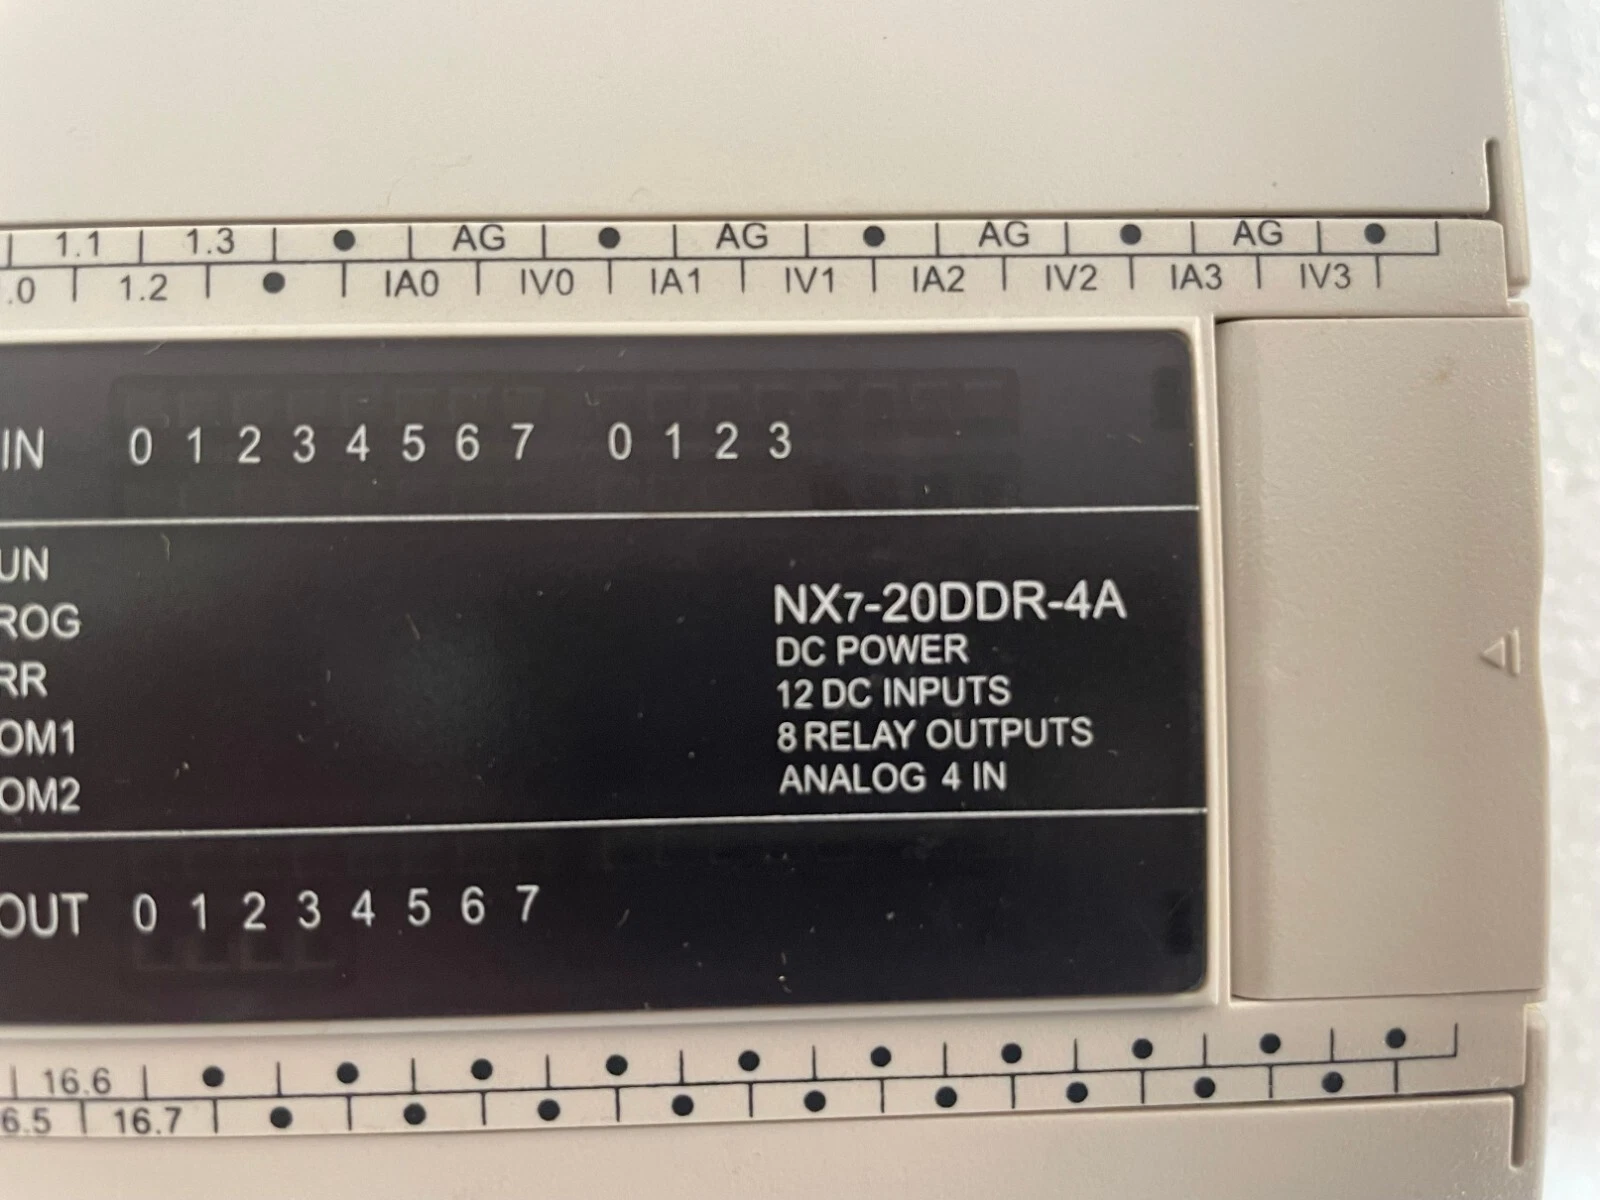 1.1 1.3 ● AG ● AG ● AG ● AG ●
.0 1.2 ● IA0 IV0 IA1 IV1 IA2 IV2 IA3 IV3
IN 0 1 2 3 4 5 6 7 0 1 2 3
UN
ROG
RR
OM1
OM2
NX7-20DDR-4A
DC POWER
12 DC INPUTS
8 RELAY OUTPUTS
ANALOG 4 IN
OUT 0 1 2 3 4 5 6 7
16.6 ● ● ● ● ● ● ● ● ● ●
6.5 16.7 ● ● ● ● ● ● ● ● ●